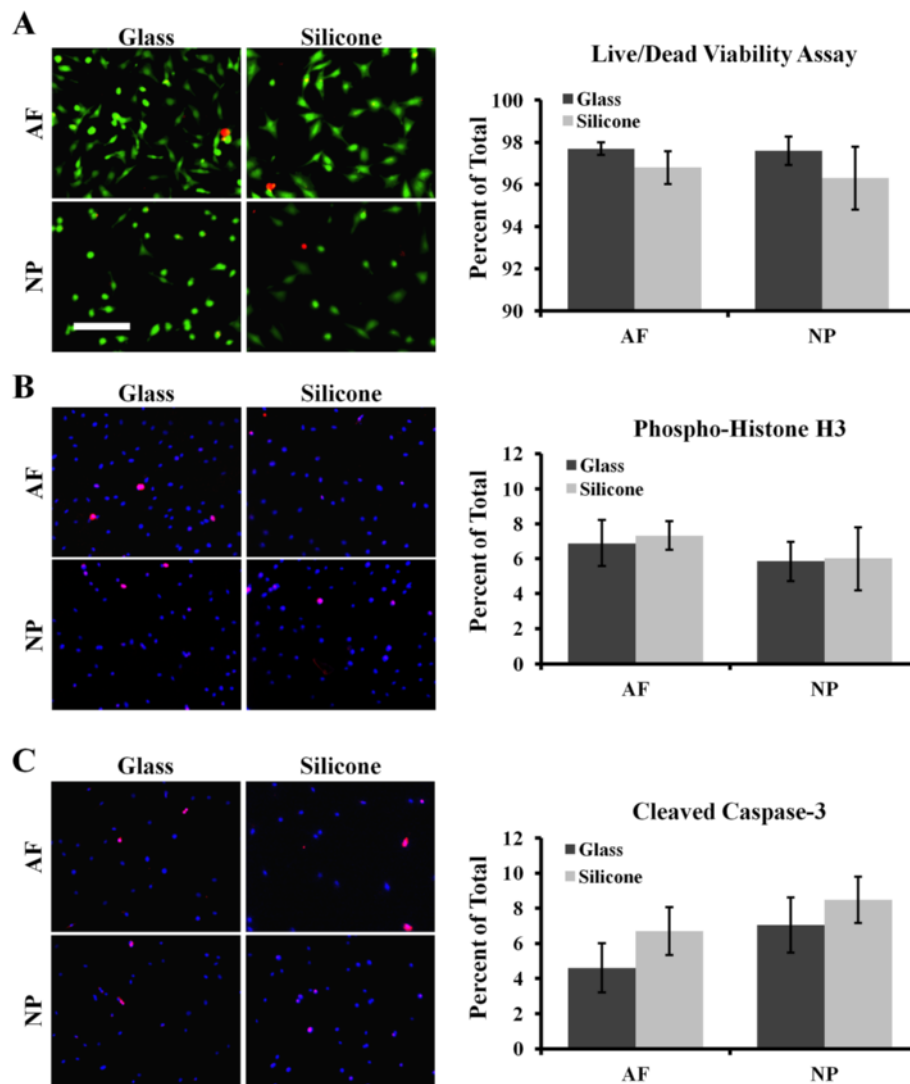 A
Glass
Silicone
AF
NP
Live/Dead Viability Assay
Percent of Total
100
98
96
94
92
90
Glass
Silicone
AF
NP
B
Glass
Silicone
AF
NP
Phospho-Histone H3
Percent of Total
12
10
8
6
4
2
0
Glass
Silicone
AF
NP
C
Glass
Silicone
AF
NP
Cleaved Caspase-3
Percent of Total
12
10
8
6
4
2
0
Glass
Silicone
AF
NP